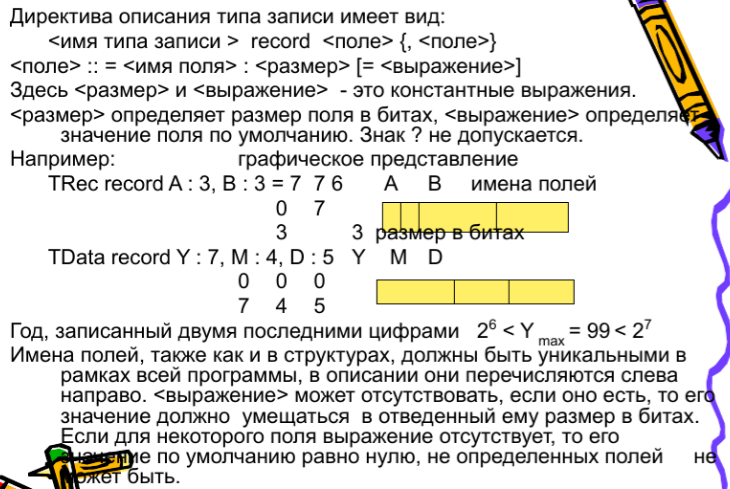 Директива описания типа записи имеет вид:
<имя типа записи > record <поле> {, <поле>}
<поле> :: = <имя поля> : <размер> [= <выражение>]
Здесь <размер> и <выражение> - это константные выражения.
<размер> определяет размер поля в битах, <выражение> определяет
значение поля по умолчанию. Знак ? не допускается.
Например: графическое представление
TRec record A : 3, B : 3 = 7 7 6 A B имена полей
0 7
3 3 размер в битах
TData record Y : 7, M : 4, D : 5 Y M D
0 0 0
7 4 5
Год, записанный двумя последними цифрами 2^6 < Y max = 99 < 2^7
Имена полей, также как и в структурах, должны быть уникальными в
рамках всей программы, в описании они перечисляются слева
направо. <выражение> может отсутствовать, если оно есть, то его
значение должно умещаться в отведенный ему размер в битах.
Если для некоторого поля выражение отсутствует, то его
значение по умолчанию равно нулю, не определенных полей не
может быть.